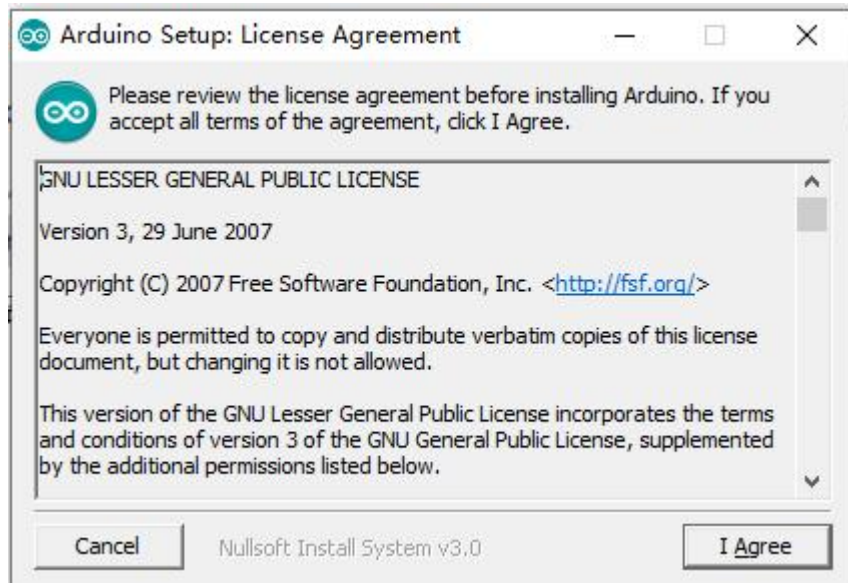 Arduino Setup: License Agreement
Please review the license agreement before installing Arduino. If you
accept all terms of the agreement, click I Agree.
GNU LESSER GENERAL PUBLIC LICENSE
Version 3, 29 June 2007
Copyright (C) 2007 Free Software Foundation, Inc. <http://fsf.org/>
Everyone is permitted to copy and distribute verbatim copies of this license
document, but changing it is not allowed.
This version of the GNU Lesser General Public License incorporates the terms
and conditions of version 3 of the GNU General Public License, supplemented
by the additional permissions listed below.
Cancel
Nullsoft Install System v3.0
I Agree